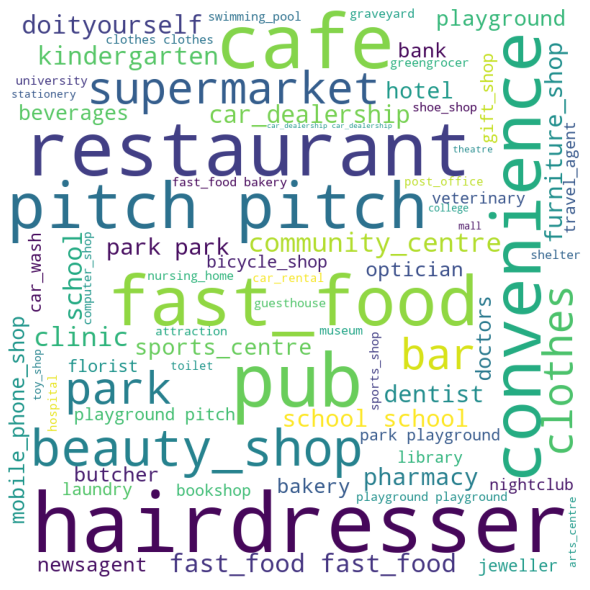 swimming_pool
graveyard
doityourself
cafe
playground
clothes clothes
bank
greengrocer
kindergarten
convenience
university
supermarket
hotel
gift_shop
furniture_shop
travel_agent
stationery
beverages
car_dealership
shoe_shop
car_dealership car_dealership
restaurant
theatre
fast_food bakery
post_office
veterinary
pitch pitch
college
mall
car_wash
computer_shop
school
park park
community_centre
bicycle_shop
shelter
optician
nursing_home
car_rental
fast_food
guesthouse
clothes
mobile_phone_shop
clinic
attraction
museum
sports_shop
doctors
bar
sports_centre
toy_shop
hospital
florist
toilet
pub
park
dentist
playground pitch
school school
beauty_shop
park playground
library
butcher
pharmacy
laundry
bookshop
bakery
nightclub
playground playground
arts_centre
hairdresser
newsagent
fast_food fast_food
jeweller